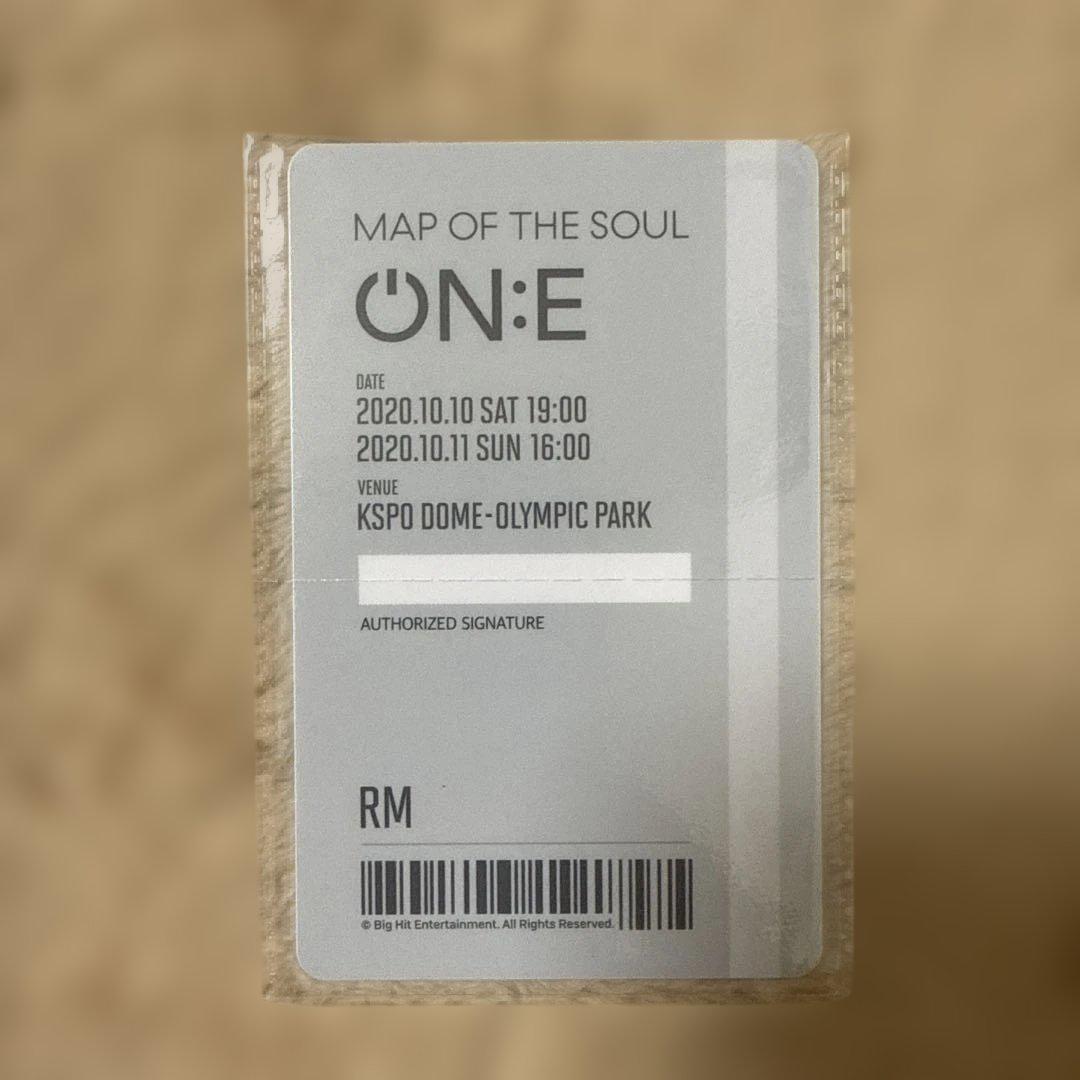 MAP OF THE SOUL
ON:E
DATE
2020.10.10 SAT 19:00
2020.10.11 SUN 16:00
VENUE
KSPO DOME-OLYMPIC PARK
AUTHORIZED SIGNATURE
RM
© Big Hit Entertainment. All Rights Reserved.